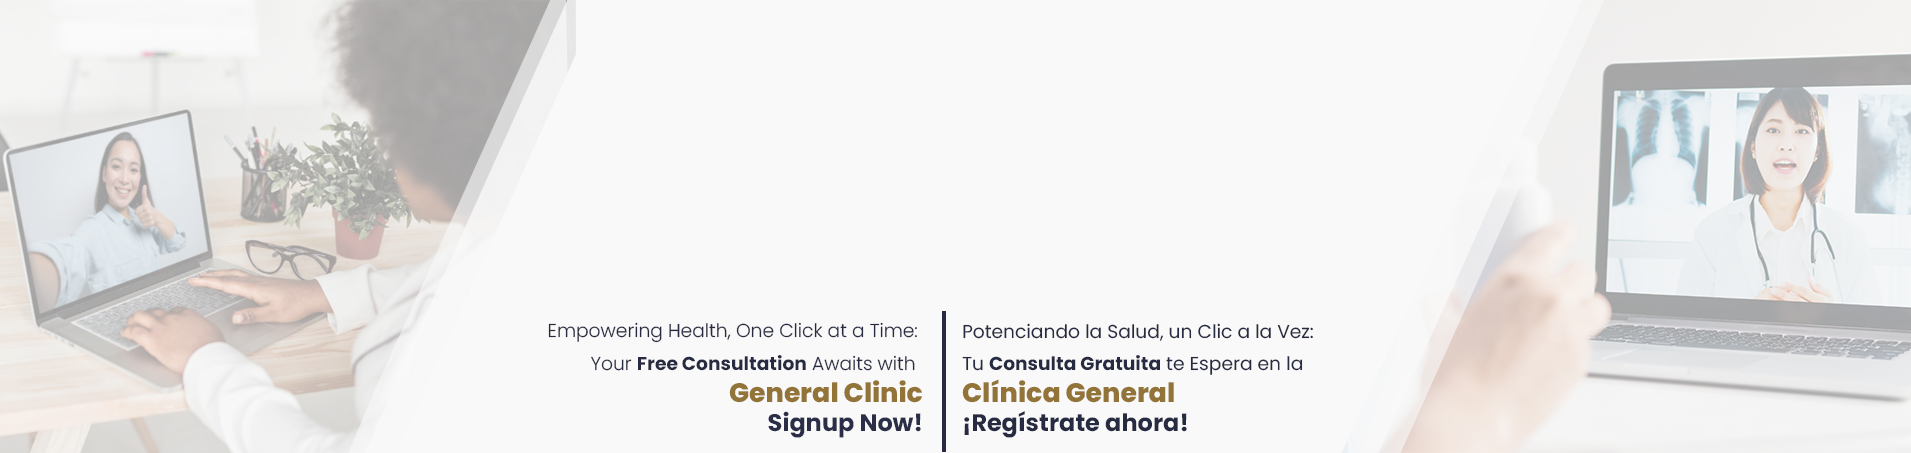 Empowering Health, One Click at a Time:
Your Free Consultation Awaits with
General Clinic
Signup Now!
Potenciando la Salud, un Clic a la Vez:
Tu Consulta Gratuita te Espera en la
Clínica General
¡Regístrate ahora!